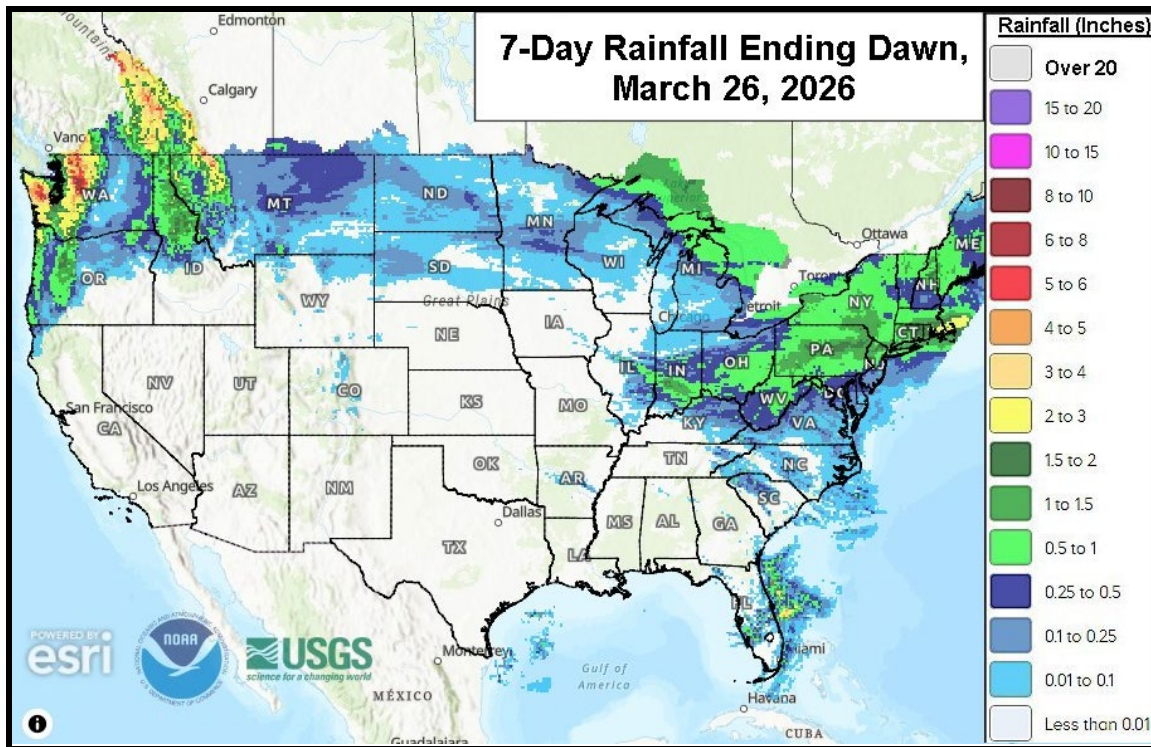 7-Day Rainfall Ending Dawn,
March 26, 2026
Rainfall (Inches)
Over 20
15 to 20
10 to 15
8 to 10
6 to 8
5 to 6
4 to 5
3 to 4
2 to 3
1.5 to 2
1 to 1.5
0.5 to 1
0.25 to 0.5
0.1 to 0.25
0.01 to 0.1
Less than 0.01
Mountains
Edmonton
Calgary
Vanc
WA
MT
ND
MN
OR
ID
SD
WI
MI
WY
Great Plains
Ottawa
Toront
etroit
ME
NH
NY
CT
Chicago
IA
NE
PA
NJ
OH
IN
IL
NV
UT
CO
KS
MO
WV
DC
VA
KY
San Francisco
CA
Los Angeles
AZ
NM
OK
AR
TN
NC
SC
Dallas
TX
LA
MS
AL
GA
FL
iami
Gulf of
America
Monterrey
Havana
MÉXICO
CUBA
Guadalajara
POWERED BY
esri
NOAA
USGS
science for a changing world